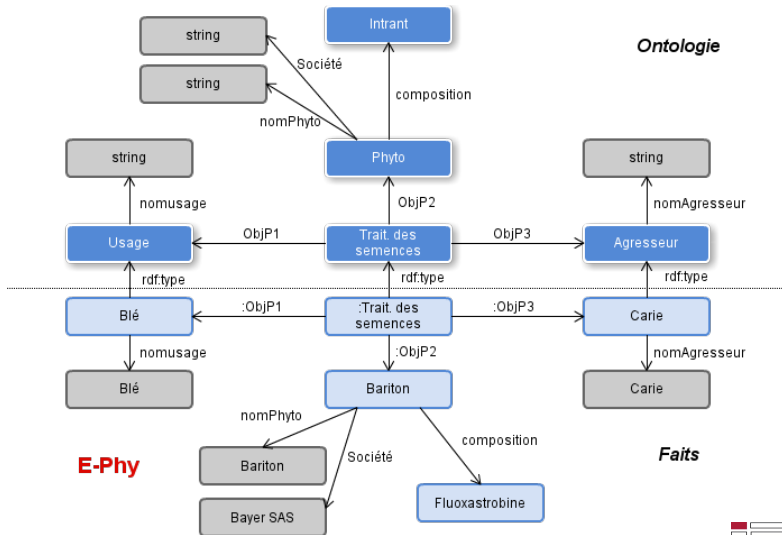 Intrant
string
Ontologie
Société
string
composition
nomPhyto
string
Phyto
string
nomusage
ObjP2
nomAgresseur
Usage
ObjP1
Trait. des
semences
ObjP3
Agresseur
rdf:type
rdf:type
rdf:type
Blé
:ObjP1
:Trait. des
semences
:ObjP3
Carie
nomusage
:ObjP2
nomAgresseur
Blé
Bariton
Carie
nomPhyto
composition
Société
E-Phy
Bariton
Faits
Fluoxastrobine
Bayer SAS